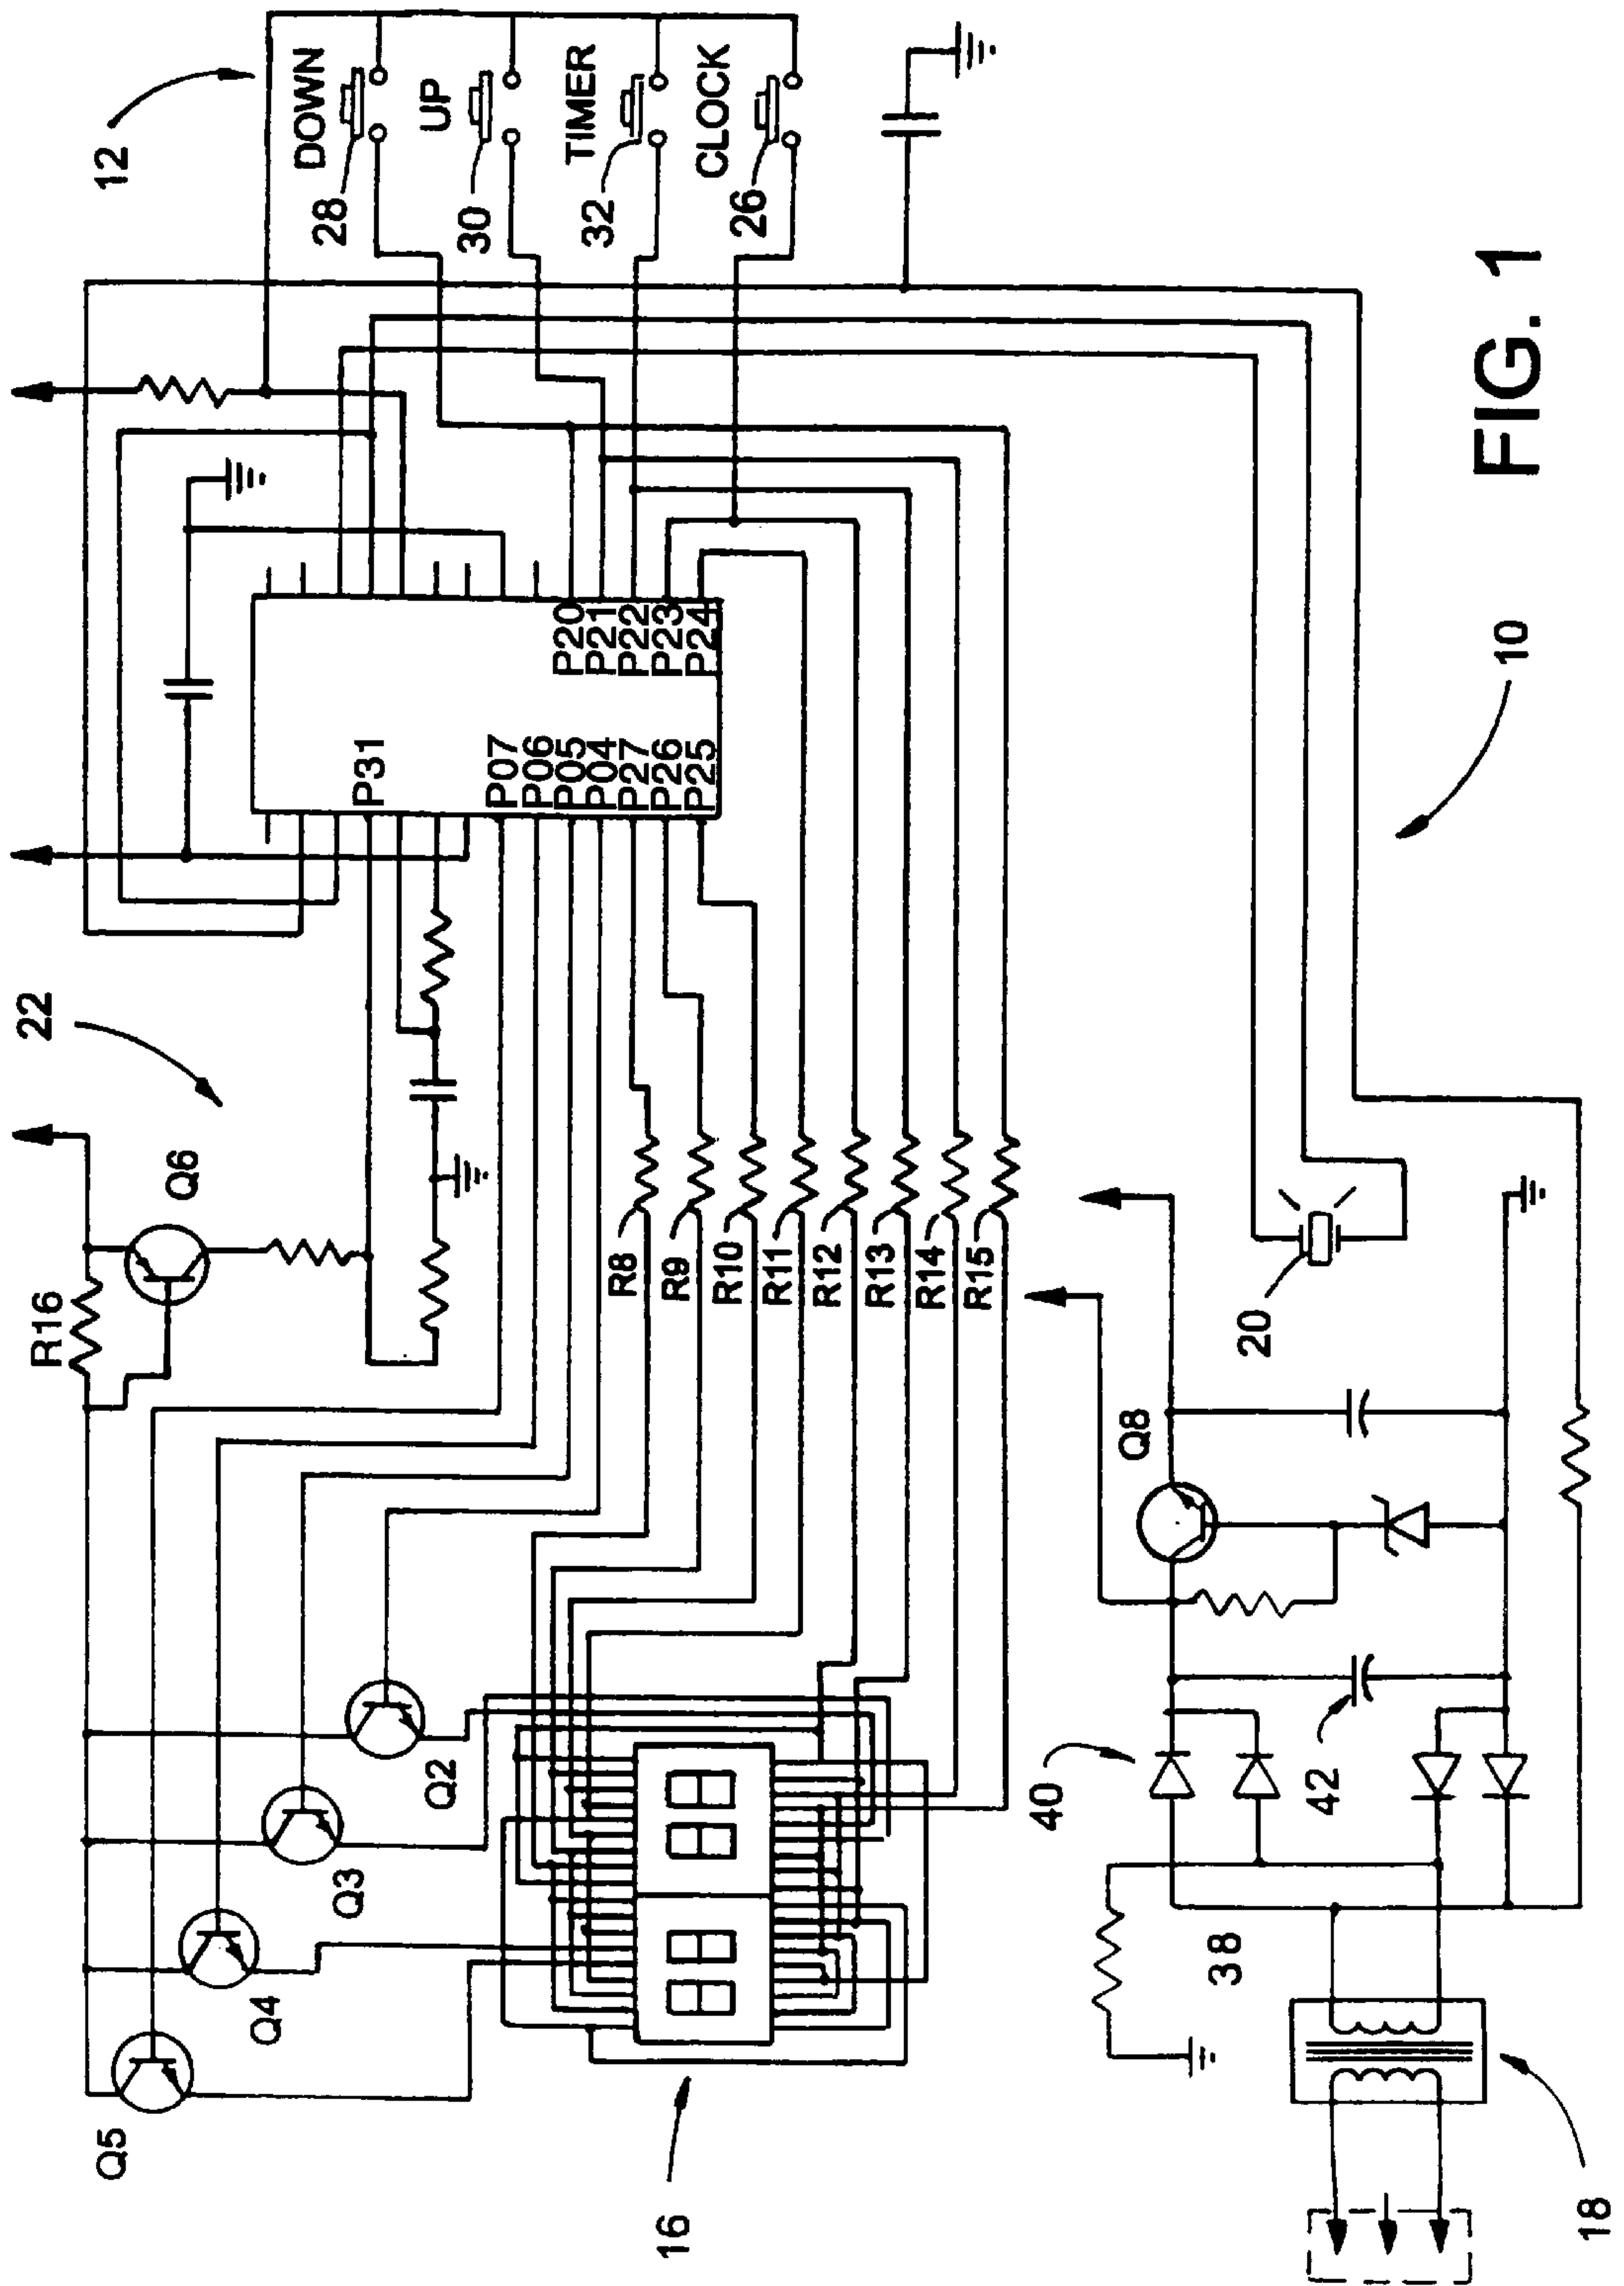 FIG. 1
10
12
DOWN
28
UP
30
TIMER
32
CLOCK
26
22
Q6
R16
P31
P07
P06
P05
P04
P27
P26
P25
P20
P21
P22
P23
P24
R8
R9
R10
R11
R12
R13
R14
R15
Q2
Q3
Q4
Q5
16
20
Q8
40
42
38
18